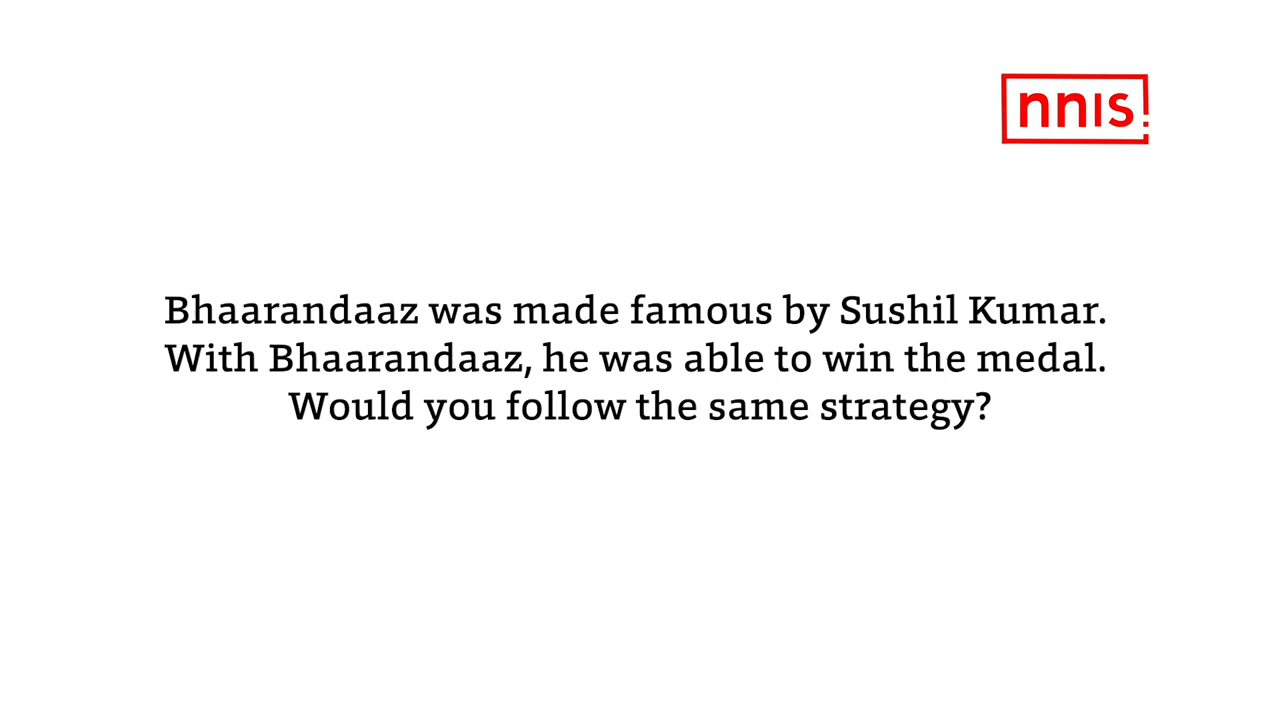 nnis!
Bhaarandaaz was made famous by Sushil Kumar.
With Bhaarandaaz, he was able to win the medal.
Would you follow the same strategy?